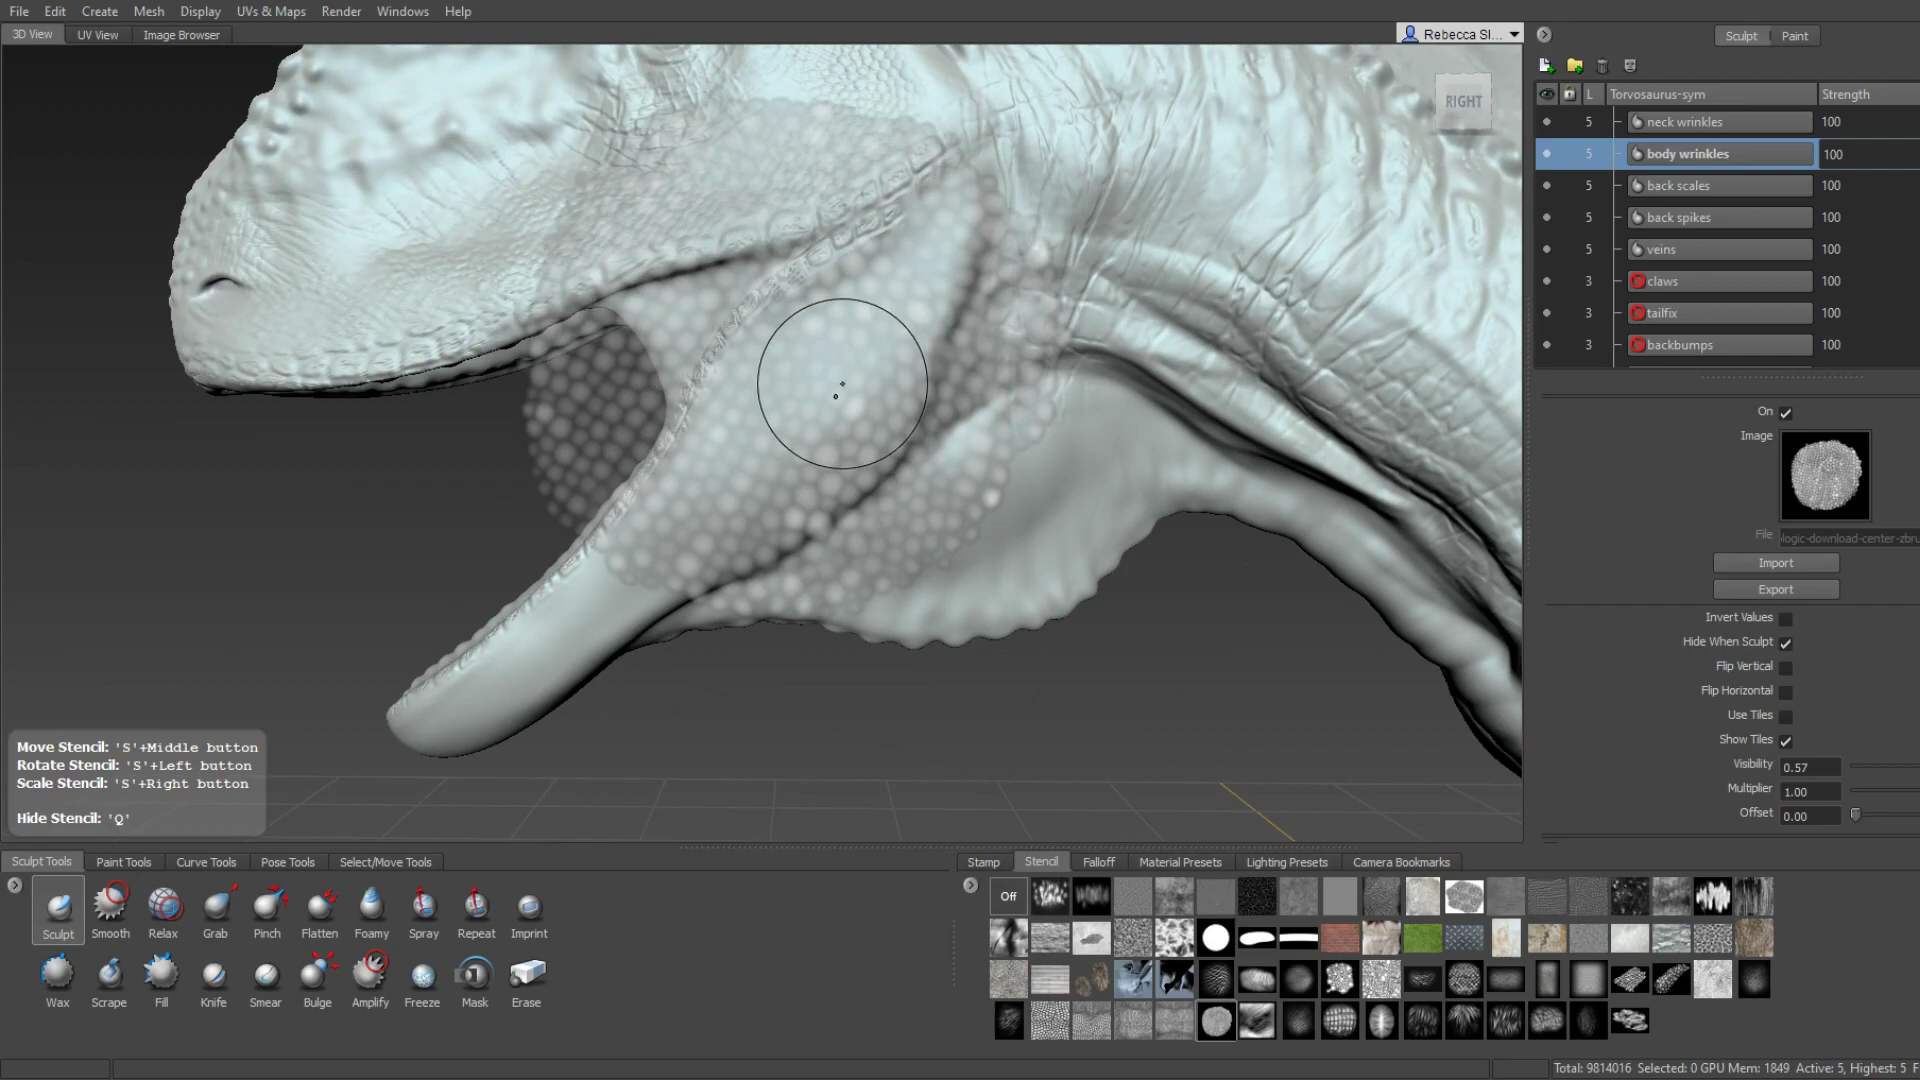 File Edit Create Mesh Display UVs & Maps Render Windows Help
3D View UV View Image Browser
Rebecca Sl...
Sculpt Paint
RIGHT
L Torvosaurus-sym Strength
5 neck wrinkles 100
5 body wrinkles 100
5 back scales 100
5 back spikes 100
5 veins 100
3 claws 100
3 tailfix 100
3 backbumps 100
On
Image
File ologic-download-center-zbru
Import
Export
Invert Values
Hide When Sculpt
Flip Vertical
Flip Horizontal
Use Tiles
Show Tiles
Visibility 0.57
Multiplier 1.00
Offset 0.00
Move Stencil: 'S'+Middle button
Rotate Stencil: 'S'+Left button
Scale Stencil: 'S'+Right button
Hide Stencil: 'Q'
Sculpt Tools Paint Tools Curve Tools Pose Tools Select/Move Tools
Sculpt Smooth Relax Grab Pinch Flatten Foamy Spray Repeat Imprint
Wax Scrape Fill Knife Smear Bulge Amplify Freeze Mask Erase
Stamp Stencil Falloff Material Presets Lighting Presets Camera Bookmarks
Off
Total: 9814016 Selected: 0 GPU Mem: 1849 Active: 5, Highest: 5 F